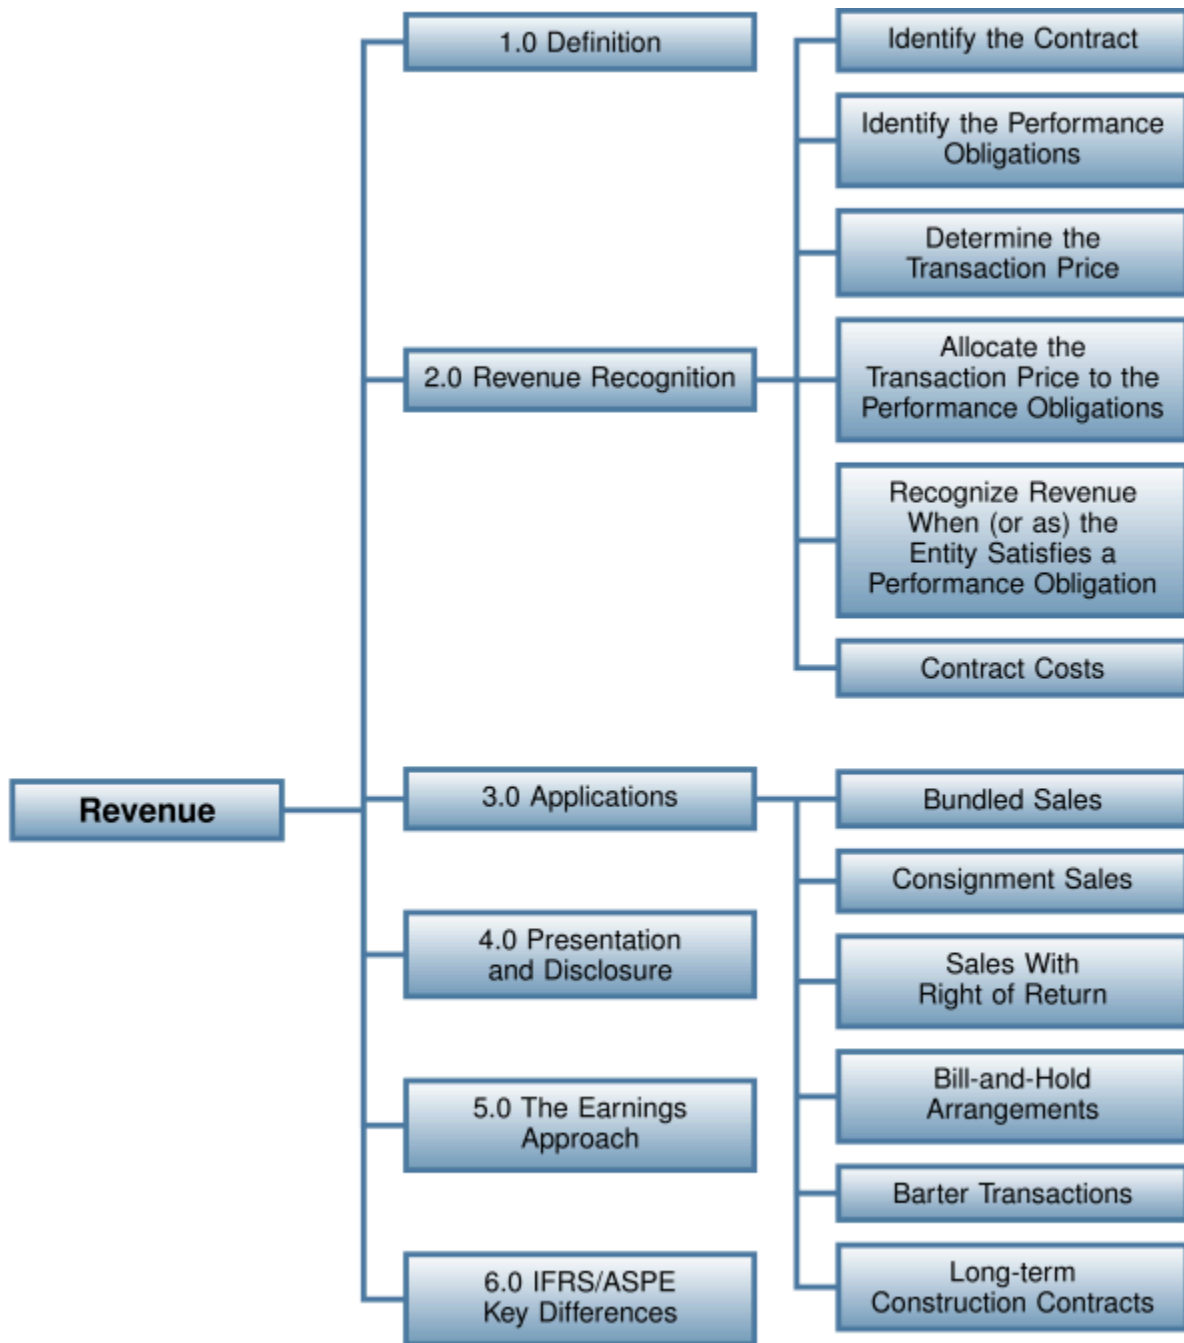 Revenue
1.0 Definition
2.0 Revenue Recognition
Identify the Contract
Identify the Performance
Obligations
Determine the
Transaction Price
Allocate the
Transaction Price to the
Performance Obligations
Recognize Revenue
When (or as) the
Entity Satisfies a
Performance Obligation
Contract Costs
3.0 Applications
Bundled Sales
Consignment Sales
Sales With
Right of Return
Bill-and-Hold
Arrangements
Barter Transactions
Long-term
Construction Contracts
4.0 Presentation
and Disclosure
5.0 The Earnings
Approach
6.0 IFRS/ASPE
Key Differences